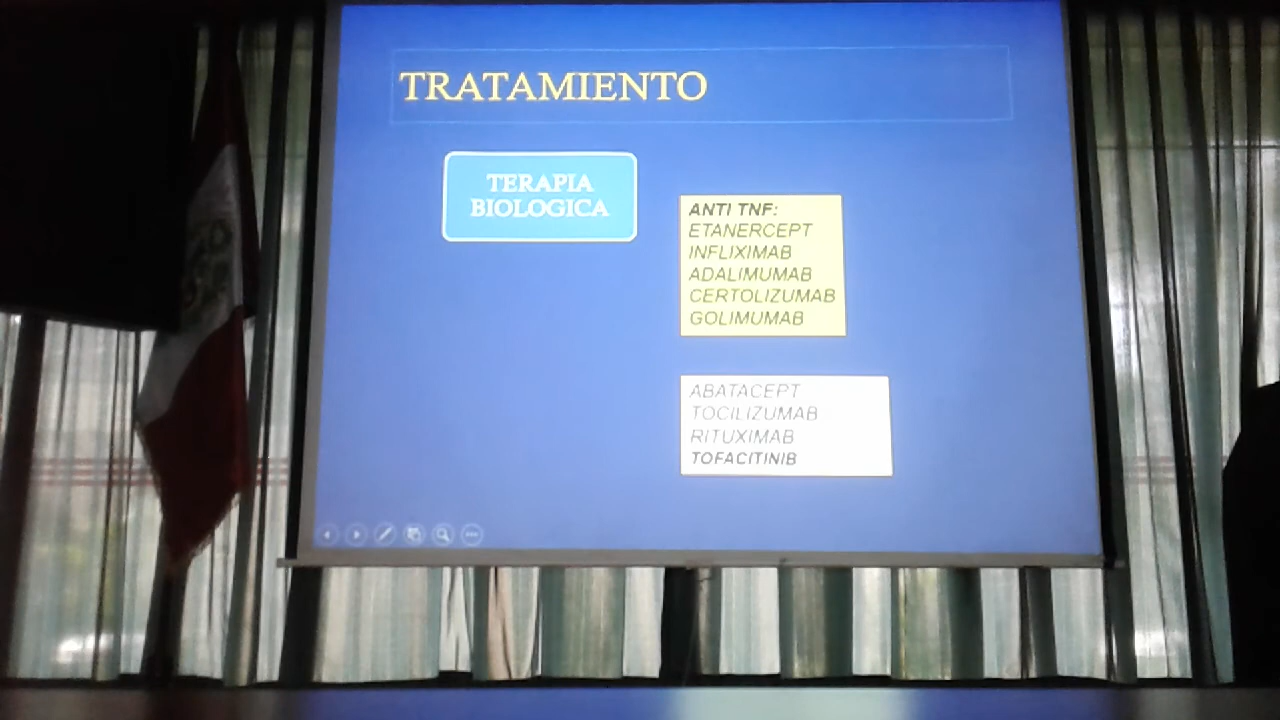 TRATAMIENTO
TERAPIA
BIOLOGICA
ANTI TNF:
ETANERCEPT
INFLIXIMAB
ADALIMUMAB
CERTOLIZUMAB
GOLIMUMAB
ABATACEPT
TOCILIZUMAB
RITUXIMAB
TOFACITINIB